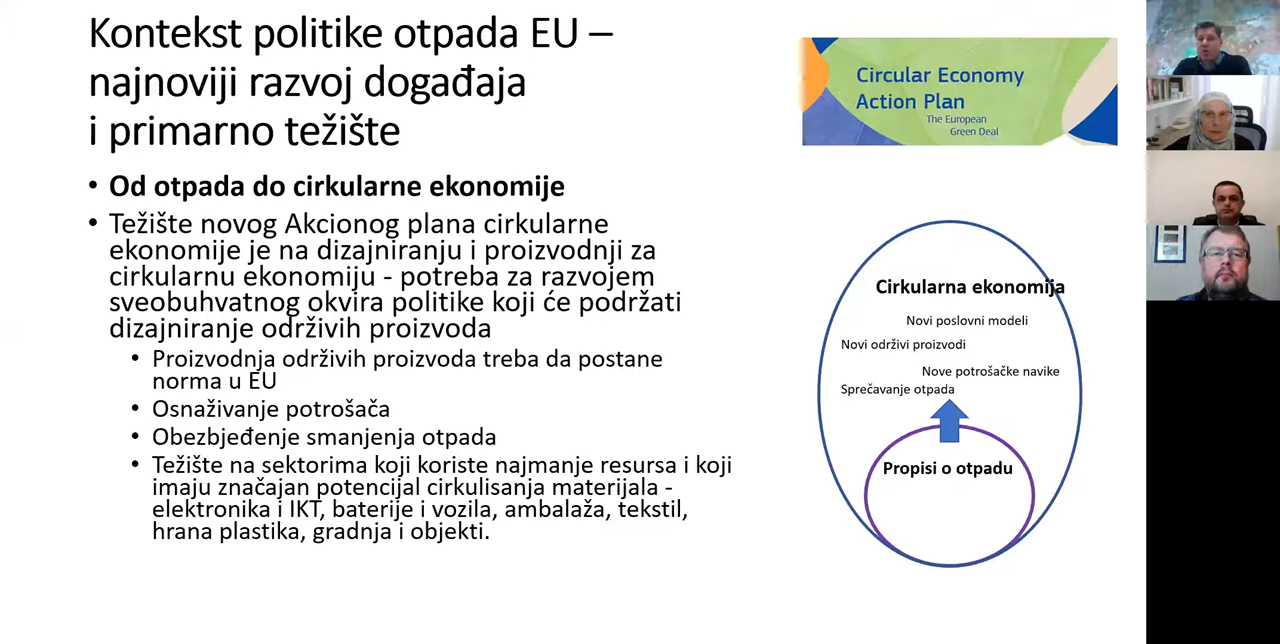 Kontekst politike otpada EU –
najnoviji razvoj događaja
i primarno težište
• Od otpada do cirkularne ekonomije
• Težište novog Akcionog plana cirkularne
ekonomije je na dizajniranju i proizvodnji za
cirkularnu ekonomiju - potreba za razvojem
sveobuhvatnog okvira politike koji će podržati
dizajniranje održivih proizvoda
• Proizvodnja održivih proizvoda treba da postane
norma u EU
• Osnaživanje potrošača
• Obezbjeđenje smanjenja otpada
• Težište na sektorima koji koriste najmanje resursa i koji
imaju značajan potencijal cirkulisanja materijala -
elektronika i IKT, baterije i vozila, ambalaža, tekstil,
hrana plastika, gradnja i objekti.
Circular Economy
Action Plan
The European
Green Deal
Cirkularna ekonomija
Novi poslovni modeli
Novi održivi proizvodi
Nove potrošačke navike
Sprečavanje otpada
Propisi o otpadu